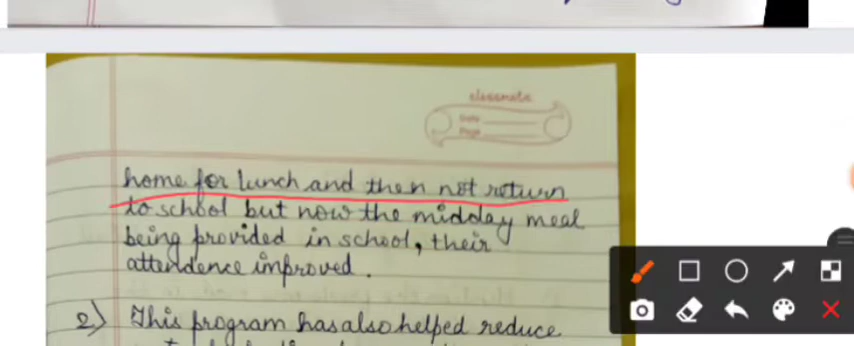 classmate
Date
Page
home for lunch and then not return
to school but now the midday meal
being provided in school, their
attendence improved.
2) This program has also helped reduce